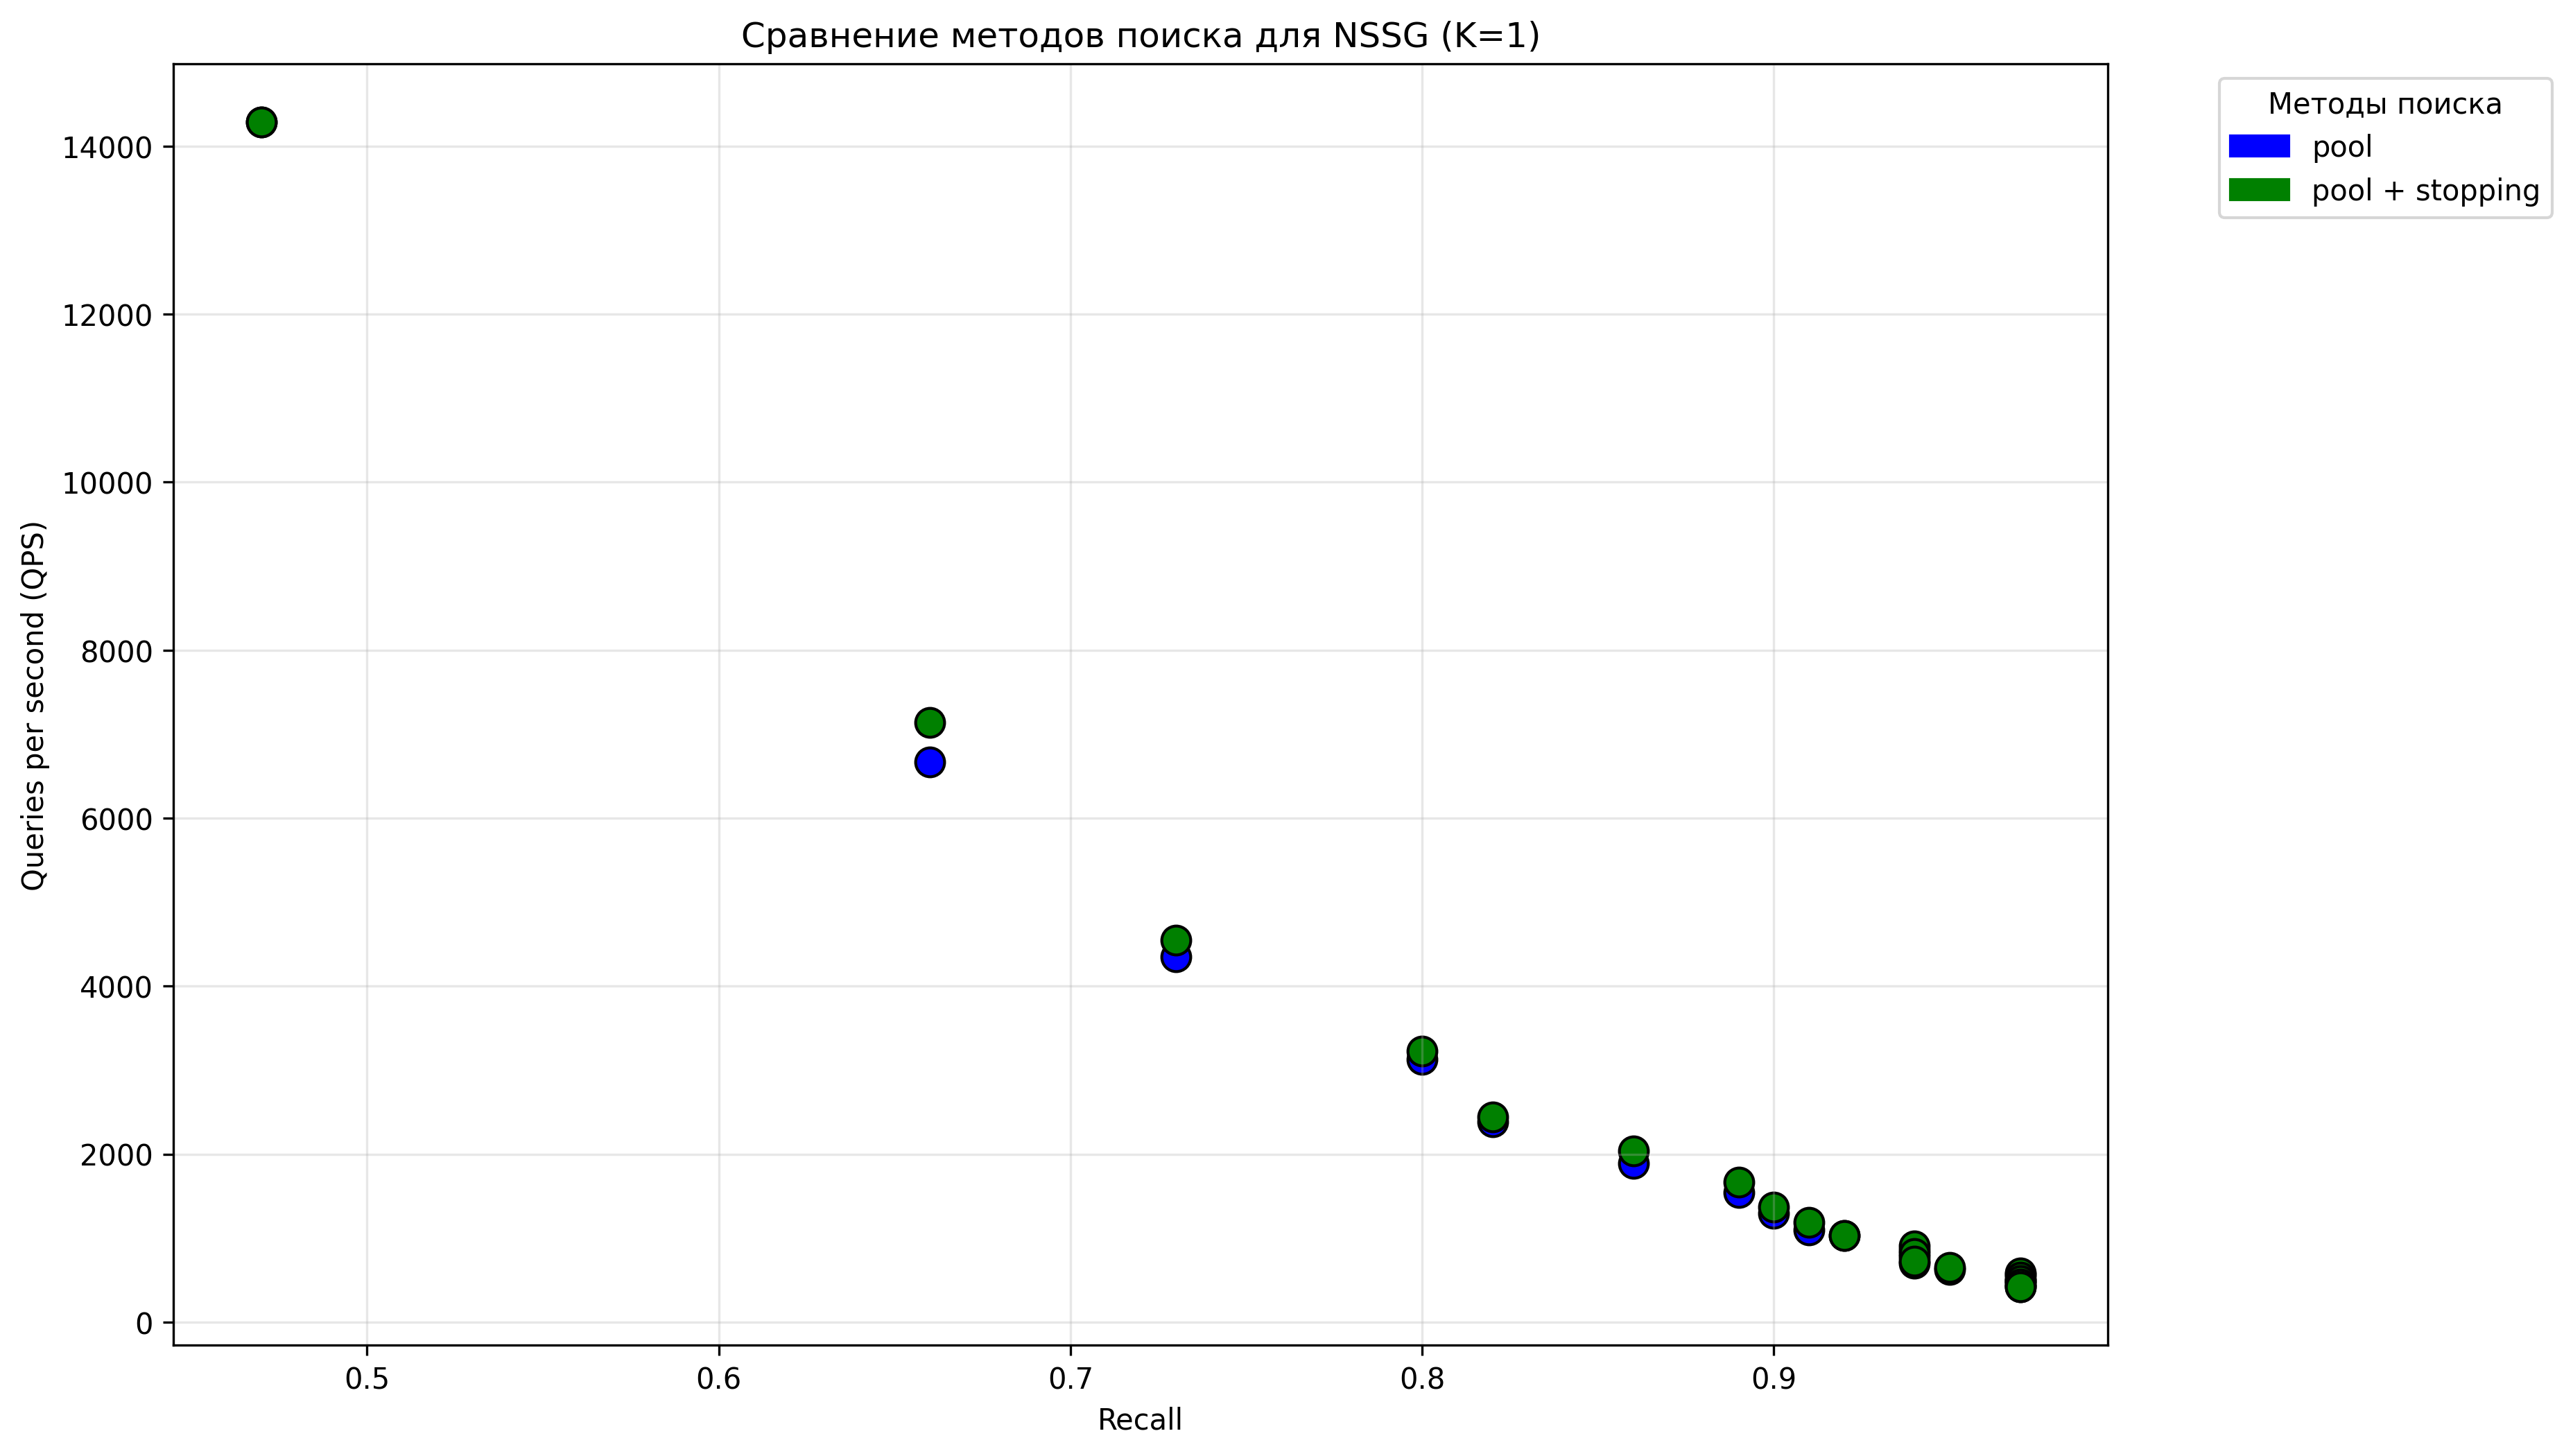 Сравнение методов поиска для NSSG (K=1)
Методы поиска
pool
pool + stopping
Queries per second (QPS)
14000
12000
10000
8000
6000
4000
2000
0
0.5
0.6
0.7
0.8
0.9
Recall